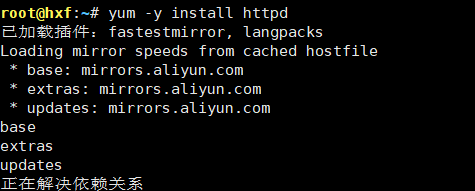 root@hxf:~# yum -y install httpd
已加载插件：fastestmirror, langpacks
Loading mirror speeds from cached hostfile
 * base: mirrors.aliyun.com
 * extras: mirrors.aliyun.com
 * updates: mirrors.aliyun.com
base
extras
updates
正在解决依赖关系